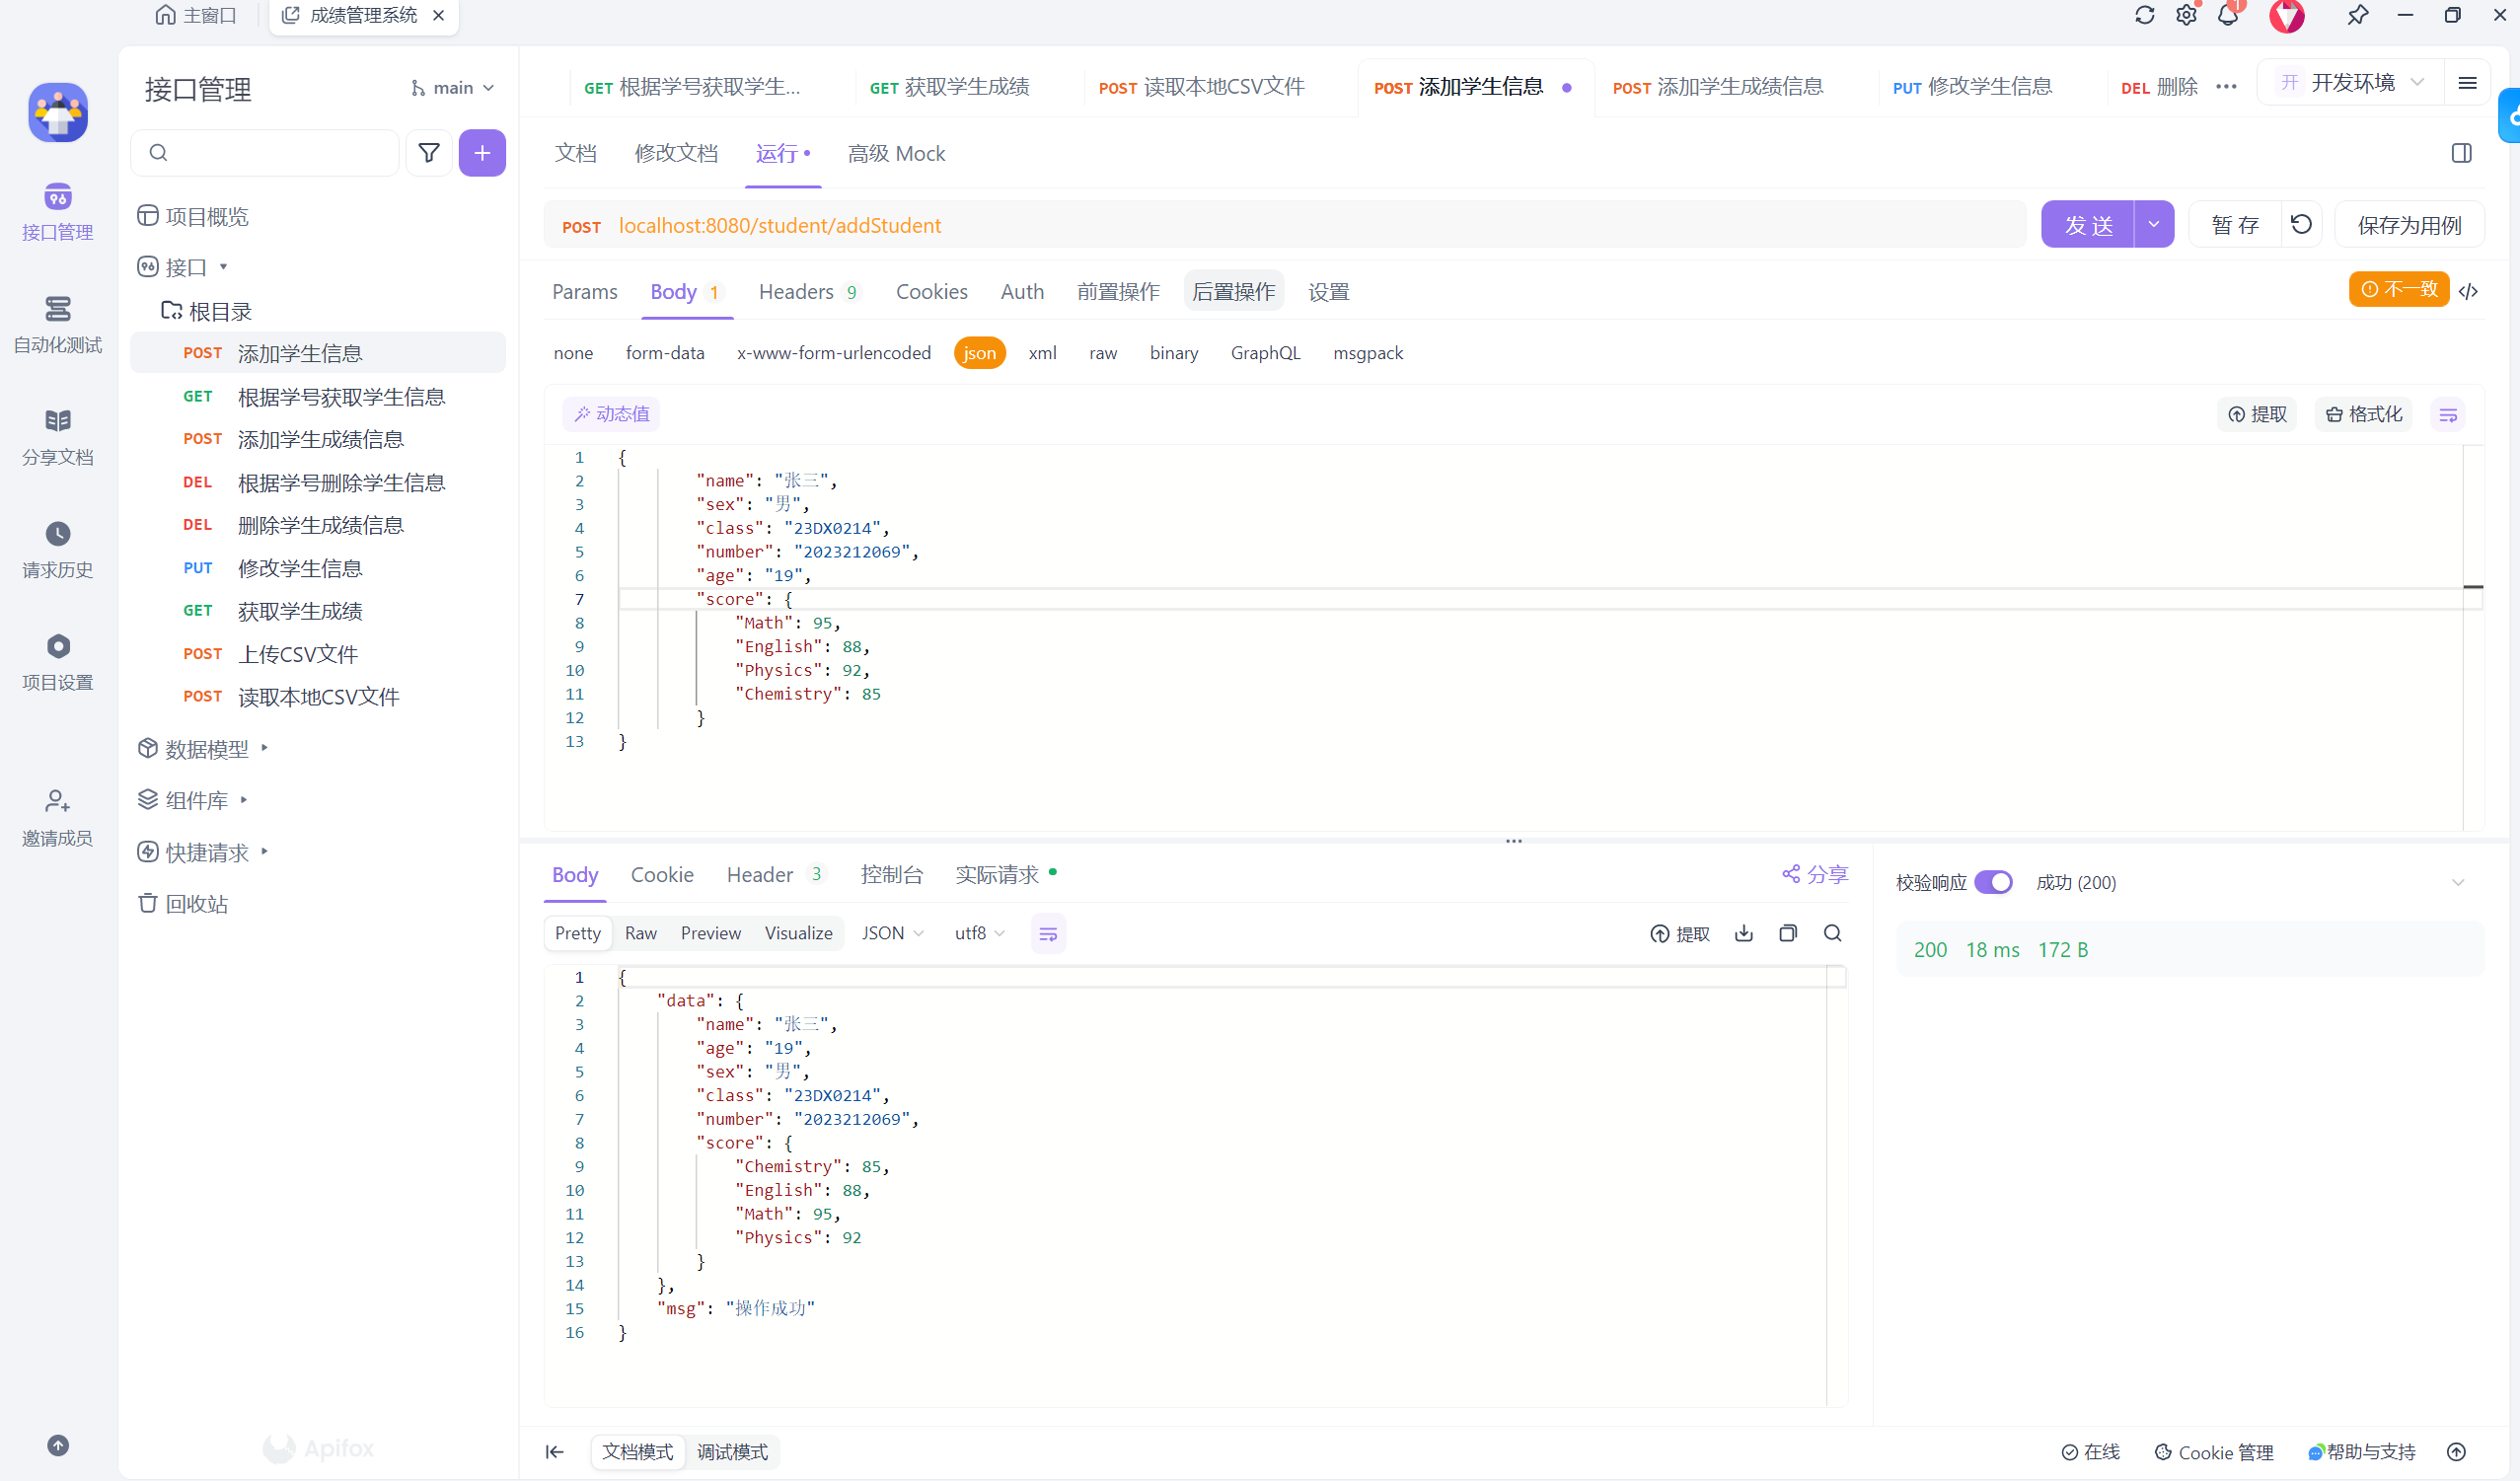 主窗口
成绩管理系统
1
接口管理
main
接口管理
自动化测试
分享文档
请求历史
项目设置
邀请成员
项目概览
接口
根目录
POST 添加学生信息
GET 根据学号获取学生信息
POST 添加学生成绩信息
DEL 根据学号删除学生信息
DEL 删除学生成绩信息
PUT 修改学生信息
GET 获取学生成绩
POST 上传CSV文件
POST 读取本地CSV文件
数据模型
组件库
快捷请求
回收站
Apifox
GET 根据学号获取学生... GET 获取学生成绩 POST 读取本地CSV文件 POST 添加学生信息 POST 添加学生成绩信息 PUT 修改学生信息 DEL 删除 ••• 开 开发环境
文档 修改文档 运行 高级 Mock
POST localhost:8080/student/addStudent 发 送 暂 存 保存为用例
Params Body 1 Headers 9 Cookies Auth 前置操作 后置操作 设置 不一致
none form-data x-www-form-urlencoded json xml raw binary GraphQL msgpack
动态值 提取 格式化
1 {
2 "name": "张三",
3 "sex": "男",
4 "class": "23DX0214",
5 "number": "2023212069",
6 "age": "19",
7 "score": {
8 "Math": 95,
9 "English": 88,
10 "Physics": 92,
11 "Chemistry": 85
12 }
13 }
Body Cookie Header 3 控制台 实际请求 分享
Pretty Raw Preview Visualize JSON utf8 提取
1 {
2 "data": {
3 "name": "张三",
4 "age": "19",
5 "sex": "男",
6 "class": "23DX0214",
7 "number": "2023212069",
8 "score": {
9 "Chemistry": 85,
10 "English": 88,
11 "Math": 95,
12 "Physics": 92
13 }
14 },
15 "msg": "操作成功"
16 }
校验响应 成功 (200)
200 18 ms 172 B
文档模式 调试模式
在线 Cookie 管理 帮助与支持